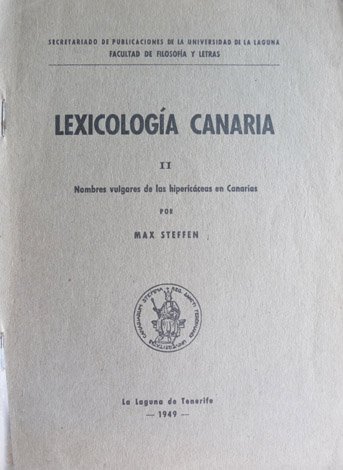 SECRETARIADO DE PUBLICACIONES DE LA UNIVERSIDAD DE LA LAGUNA
FACULTAD DE FILOSOFÍA Y LETRAS
LEXICOLOGÍA CANARIA
II
Nombres vulgares de las hipericáceas en Canarias
POR
MAX STEFFEN
La Laguna de Tenerife
— 1949 —